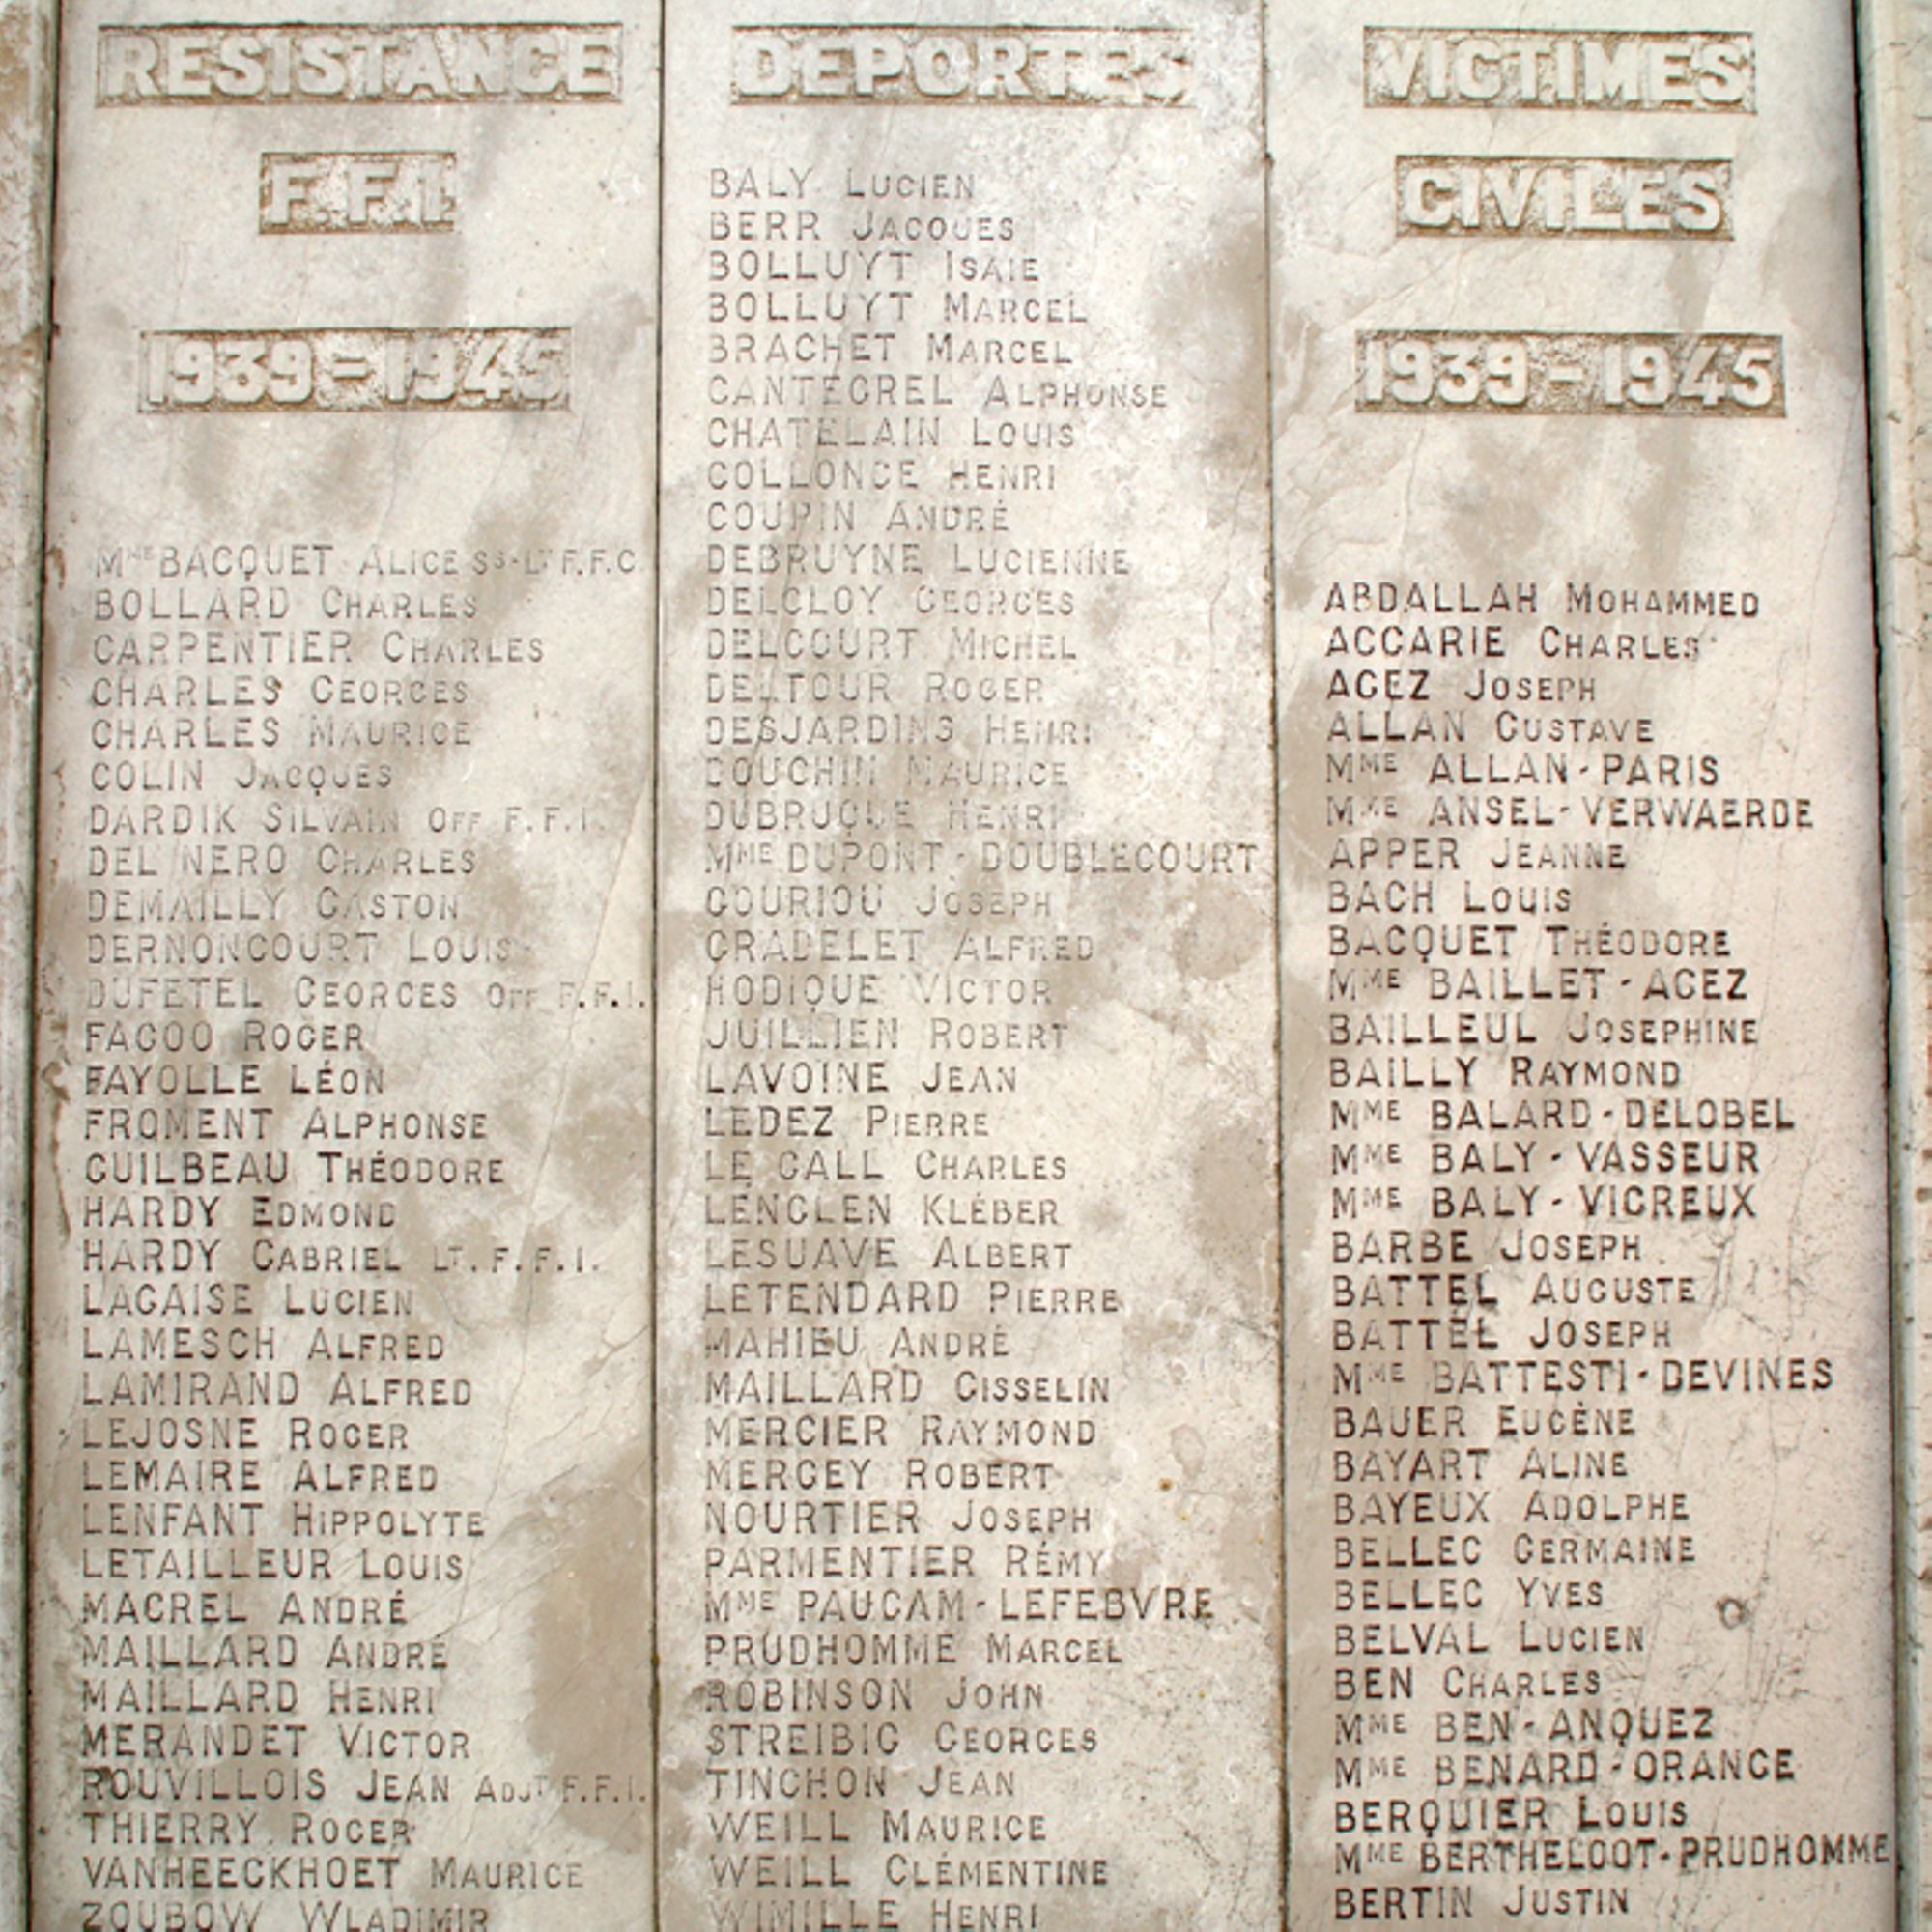 RESISTANCE
F.F.I.
1939-1945
MME BACQUET ALICE SS-LT F.F.C.
BOLLARD CHARLES
CARPENTIER CHARLES
CHARLES GEORGES
CHARLES MAURICE
COLIN JACQUES
DARDIK SILVAIN OFF F.F.I.
DEL NERO CHARLES
DEMAILLY GASTON
DERNONCOURT LOUIS
DUFETEL GEORGES OFF F.F.I.
FAGOO ROGER
FAYOLLE LÉON
FROMENT ALPHONSE
GUILBEAU THÉODORE
HARDY EDMOND
HARDY GABRIEL LT. F.F.I.
LAGAISE LUCIEN
LAMESCH ALFRED
LAMIRAND ALFRED
LEJOSNE ROGER
LEMAIRE ALFRED
LENFANT HIPPOLYTE
LETAILLEUR LOUIS
MACREL ANDRÉ
MAILLARD ANDRÉ
MAILLARD HENRI
MERANDET VICTOR
ROUVILLOIS JEAN ADJT F.F.I.
THIERRY ROGER
VANHEECKHOET MAURICE
ZOUBOW WLADIMIR
DEPORTES
BALY LUCIEN
BERR JACQUES
BOLLUYT ISAIE
BOLLUYT MARCEL
BRACHET MARCEL
CANTEGREL ALPHONSE
CHATELAIN LOUIS
COLLONGE HENRI
COUPIN ANDRÉ
DEBRUYNE LUCIENNE
DELCLOY GEORGES
DELCOURT MICHEL
DELTOUR ROGER
DESJARDINS HENRI
DOUCHIN MAURICE
DUBRUQUE HENRI
MME DUPONT-DOUBLECOURT
GOURIOU JOSEPH
GRADELET ALFRED
HODIQUE VICTOR
JUILLIEN ROBERT
LAVOINE JEAN
LEDEZ PIERRE
LE GALL CHARLES
LENGLEN KLÉBER
LESUAVE ALBERT
LETENDARD PIERRE
MAHIEU ANDRÉ
MAILLARD GISSELIN
MERCIER RAYMOND
MERGEY ROBERT
NOURTIER JOSEPH
PARMENTIER RÉMY
MME PAUGAM-LEFEBVRE
PRUDHOMME MARCEL
ROBINSON JOHN
STREIBIG GEORGES
TINCHON JEAN
WEILL MAURICE
WEILL CLÉMENTINE
WIMILLE HENRI
VICTIMES
CIVILES
1939-1945
ABDALLAH MOHAMMED
ACCARIE CHARLES
AGEZ JOSEPH
ALLAN GUSTAVE
MME ALLAN-PARIS
MME ANSEL-VERWAERDE
APPER JEANNE
BACH LOUIS
BACQUET THÉODORE
MME BAILLET-AGEZ
BAILLEUL JOSEPHINE
BAILLY RAYMOND
MME BALARD-DELOBEL
MME BALY-VASSEUR
MME BALY-VIGREUX
BARBE JOSEPH
BATTEL AUGUSTE
BATTEL JOSEPH
MME BATTESTI-DEVINES
BAUER EUGÈNE
BAYART ALINE
BAYEUX ADOLPHE
BELLEC GERMAINE
BELLEC YVES
BELVAL LUCIEN
BEN CHARLES
MME BEN-ANQUEZ
MME BENARD-ORANGE
BERQUIER LOUIS
MME BERTHELOOT-PRUDHOMME
BERTIN JUSTIN